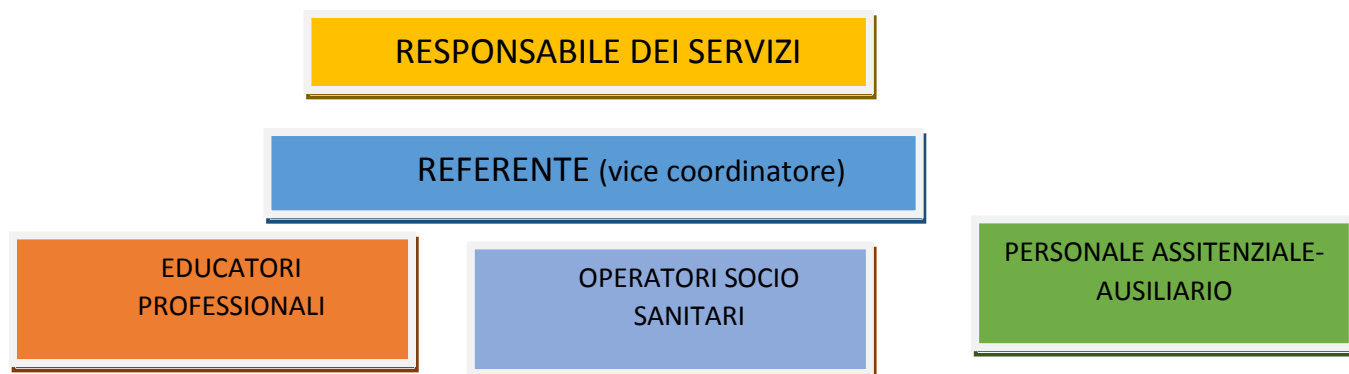 RESPONSABILE DEI SERVIZI
REFERENTE (vice coordinatore)
EDUCATORI
PROFESSIONALI
OPERATORI SOCIO
SANITARI
PERSONALE ASSITENZIALE-
AUSILIARIO